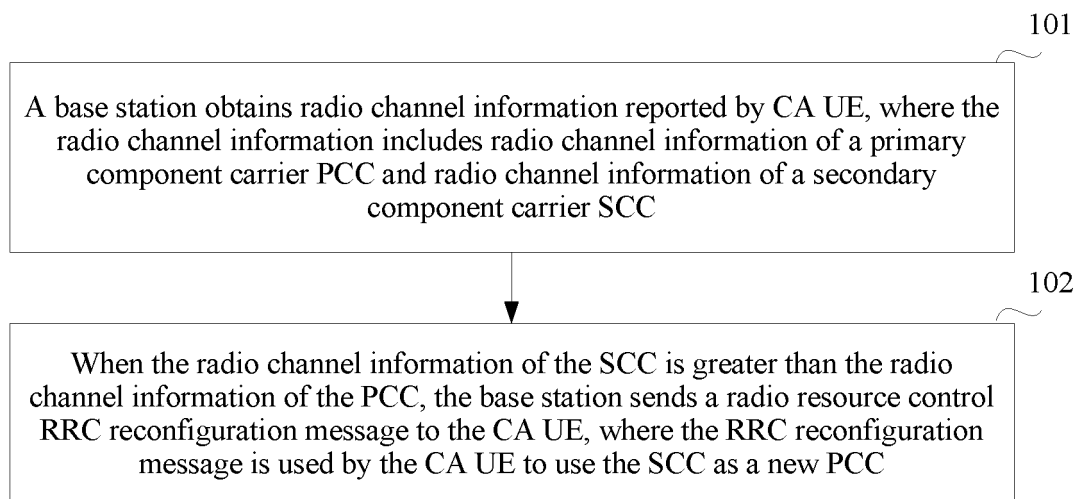 101
A base station obtains radio channel information reported by CA UE, where the
radio channel information includes radio channel information of a primary
component carrier PCC and radio channel information of a secondary
component carrier SCC
102
When the radio channel information of the SCC is greater than the radio
channel information of the PCC, the base station sends a radio resource control
RRC reconfiguration message to the CA UE, where the RRC reconfiguration
message is used by the CA UE to use the SCC as a new PCC